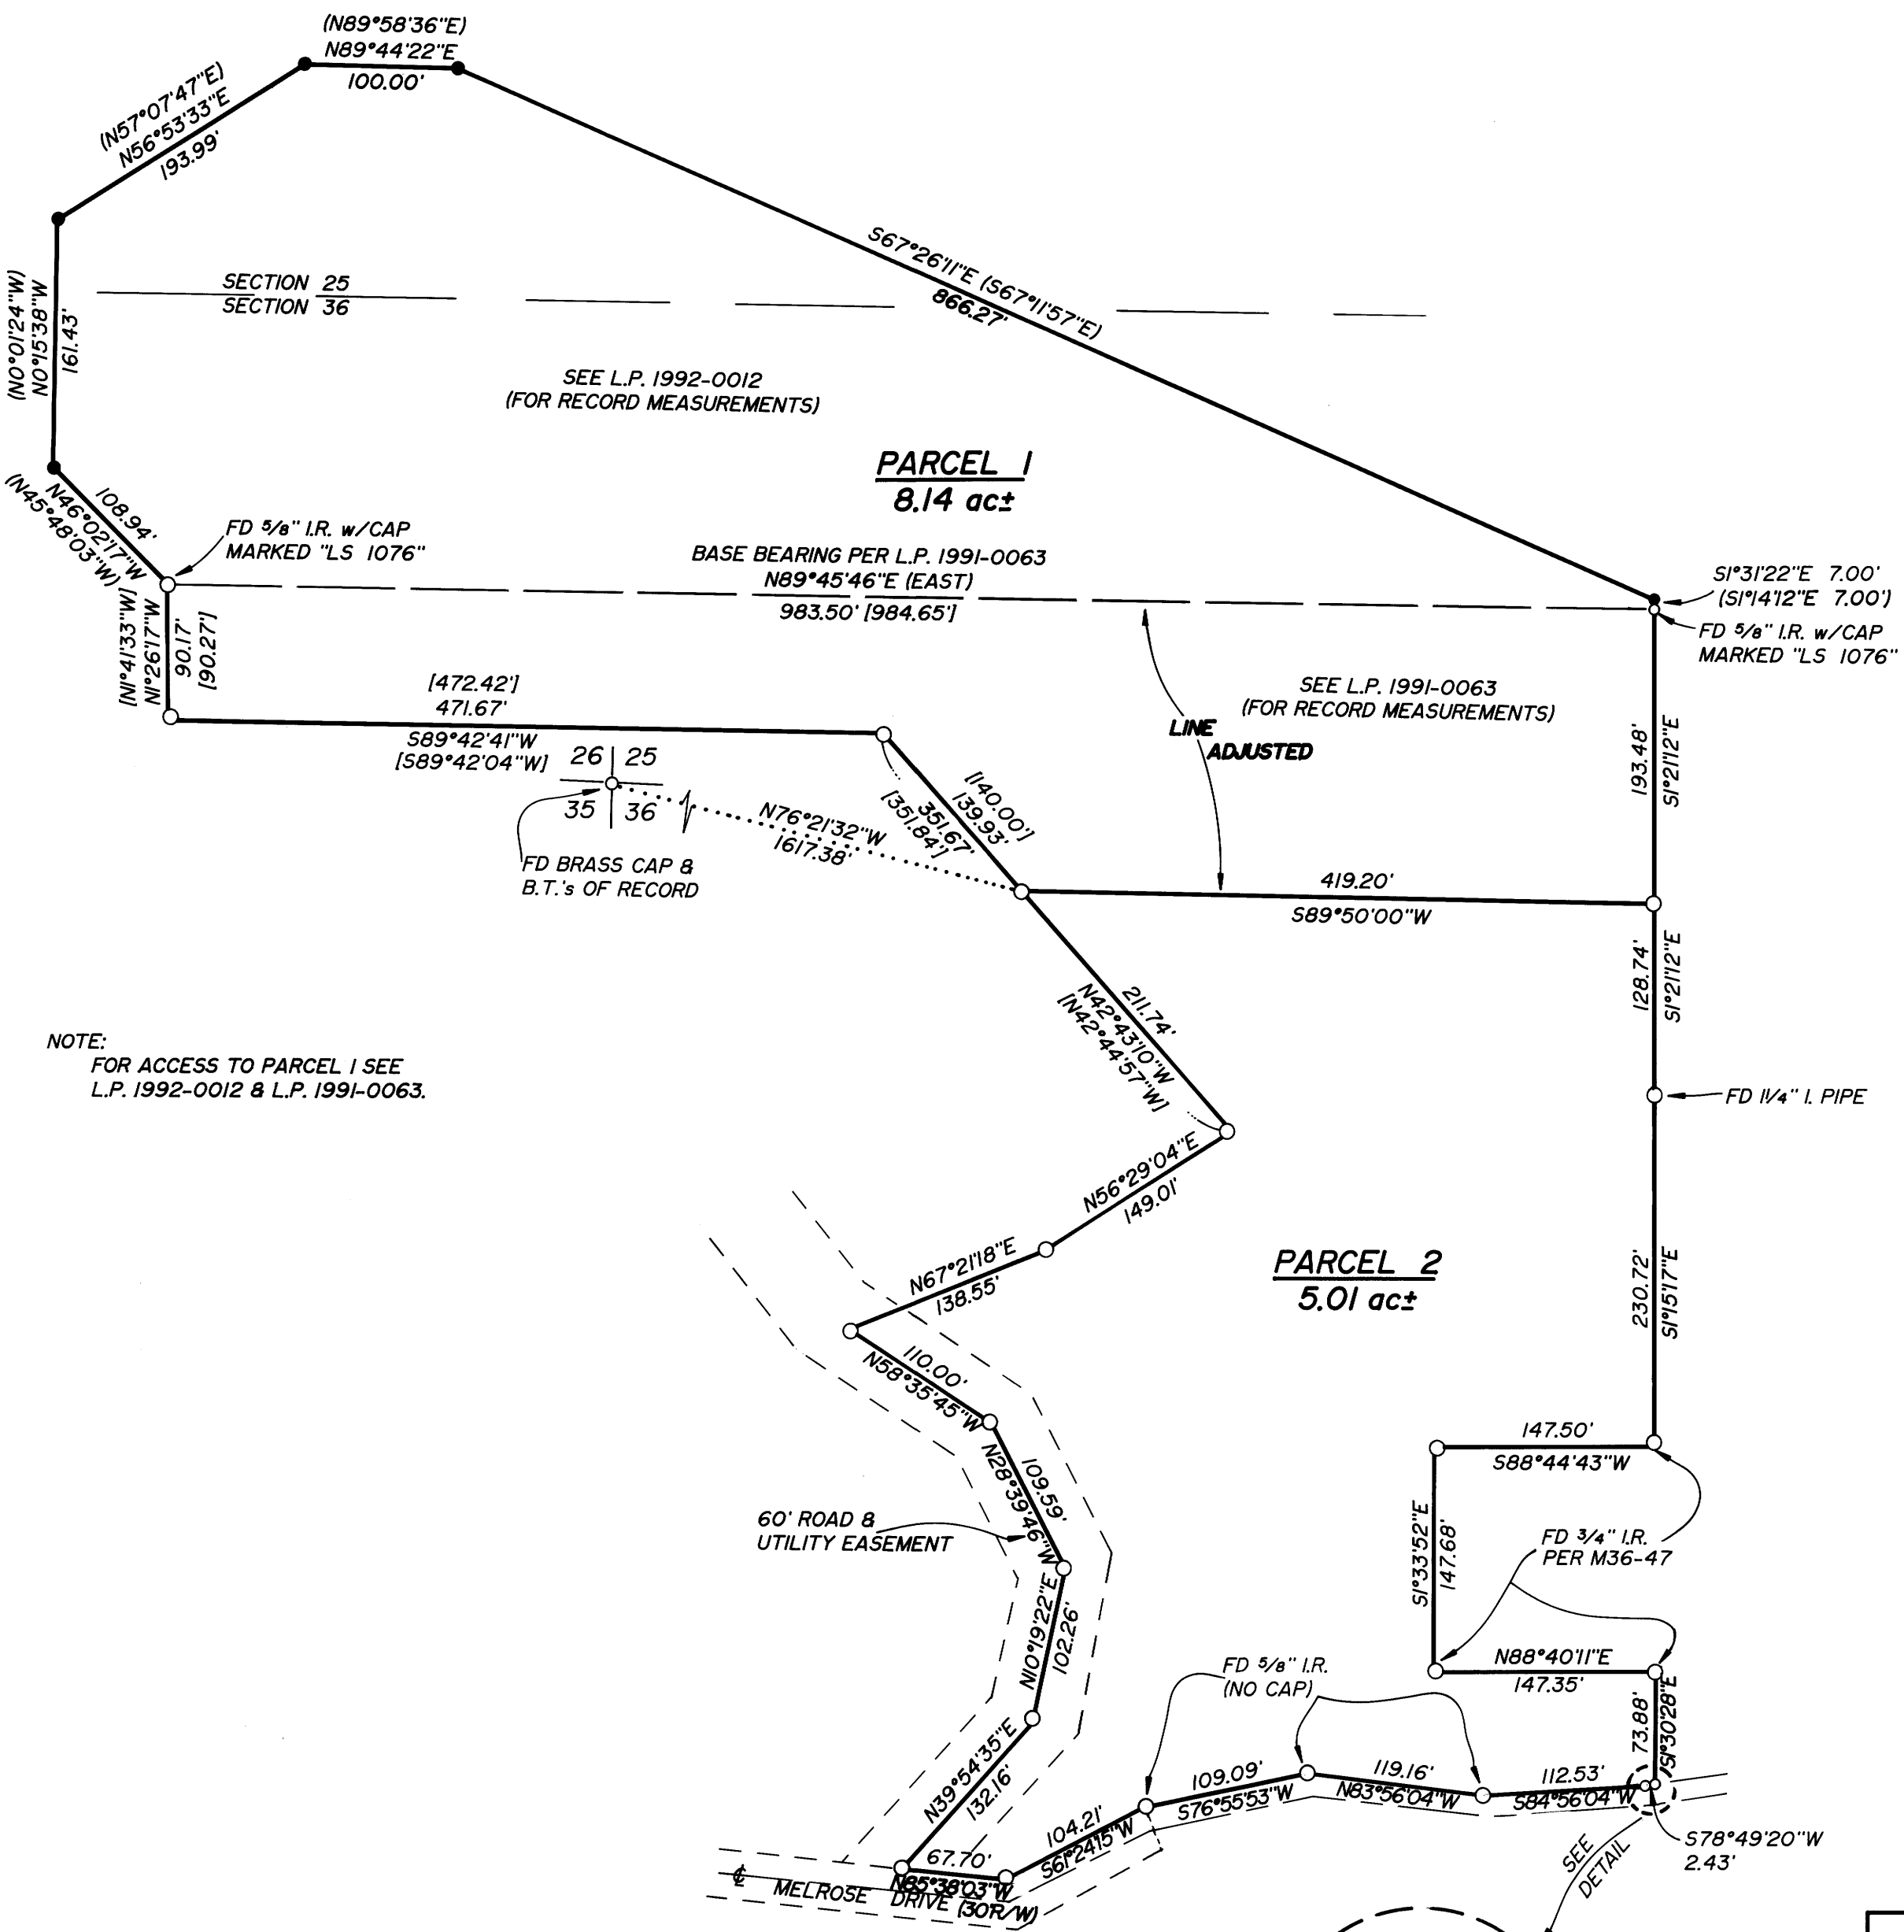 (N89°58'36"E)
N89°44'22"E
100.00'
(N57°07'47"E)
N56°53'33"E
193.99'
S67°26'11"E (S67°11'57"E)
866.27'
SECTION 25
SECTION 36
(N0°01'24"W)
N0°15'38"W
161.43'
SEE L.P. 1992-0012
(FOR RECORD MEASUREMENTS)
PARCEL 1
8.14 ac±
108.94'
N46°02'17"W
(N45°48'03"W)
FD 5/8" I.R. w/CAP
MARKED "LS 1076"
BASE BEARING PER L.P. 1991-0063
N89°45'46"E (EAST)
983.50' [984.65']
S1°31'22"E 7.00'
(S1°14'12"E 7.00')
FD 5/8" I.R. w/CAP
MARKED "LS 1076"
[N1°41'33"W]
N1°26'17"W
90.17'
[90.27']
[472.42']
471.67'
S89°42'41"W
[S89°42'04"W]
SEE L.P. 1991-0063
(FOR RECORD MEASUREMENTS)
LINE
ADJUSTED
193.48'
S1°21'12"E
26 25
35 36
FD BRASS CAP &
B.T.'s OF RECORD
N76°21'32"W
1617.38'
[140.00']
139.93'
351.67'
[351.84']
419.20'
S89°50'00"W
128.74'
S1°21'12"E
211.74'
N42°43'10"W
[N42°44'57"W]
NOTE:
FOR ACCESS TO PARCEL 1 SEE
L.P. 1992-0012 & L.P. 1991-0063.
FD 1 1/4" I. PIPE
N56°29'04"E
149.01'
N67°21'18"E
138.55'
PARCEL 2
5.01 ac±
230.72'
S1°15'17"E
110.00'
N58°35'45"W
109.59'
N28°39'46"W
60' ROAD &
UTILITY EASEMENT
147.50'
S88°44'43"W
S1°33'52"E
147.68'
FD 3/4" I.R.
PER M36-47
N10°19'22"E
102.26'
N88°40'11"E
147.35'
FD 5/8" I.R.
(NO CAP)
73.88'
S1°30'28"E
N39°54'35"E
132.16'
109.09'
S76°55'53"W
119.16'
N83°56'04"W
112.53'
S84°56'04"W
104.21'
S61°24'15"W
67.70'
N85°38'03"W
S78°49'20"W
2.43'
SEE
DETAIL
℄ MELROSE DRIVE (30'R/W)